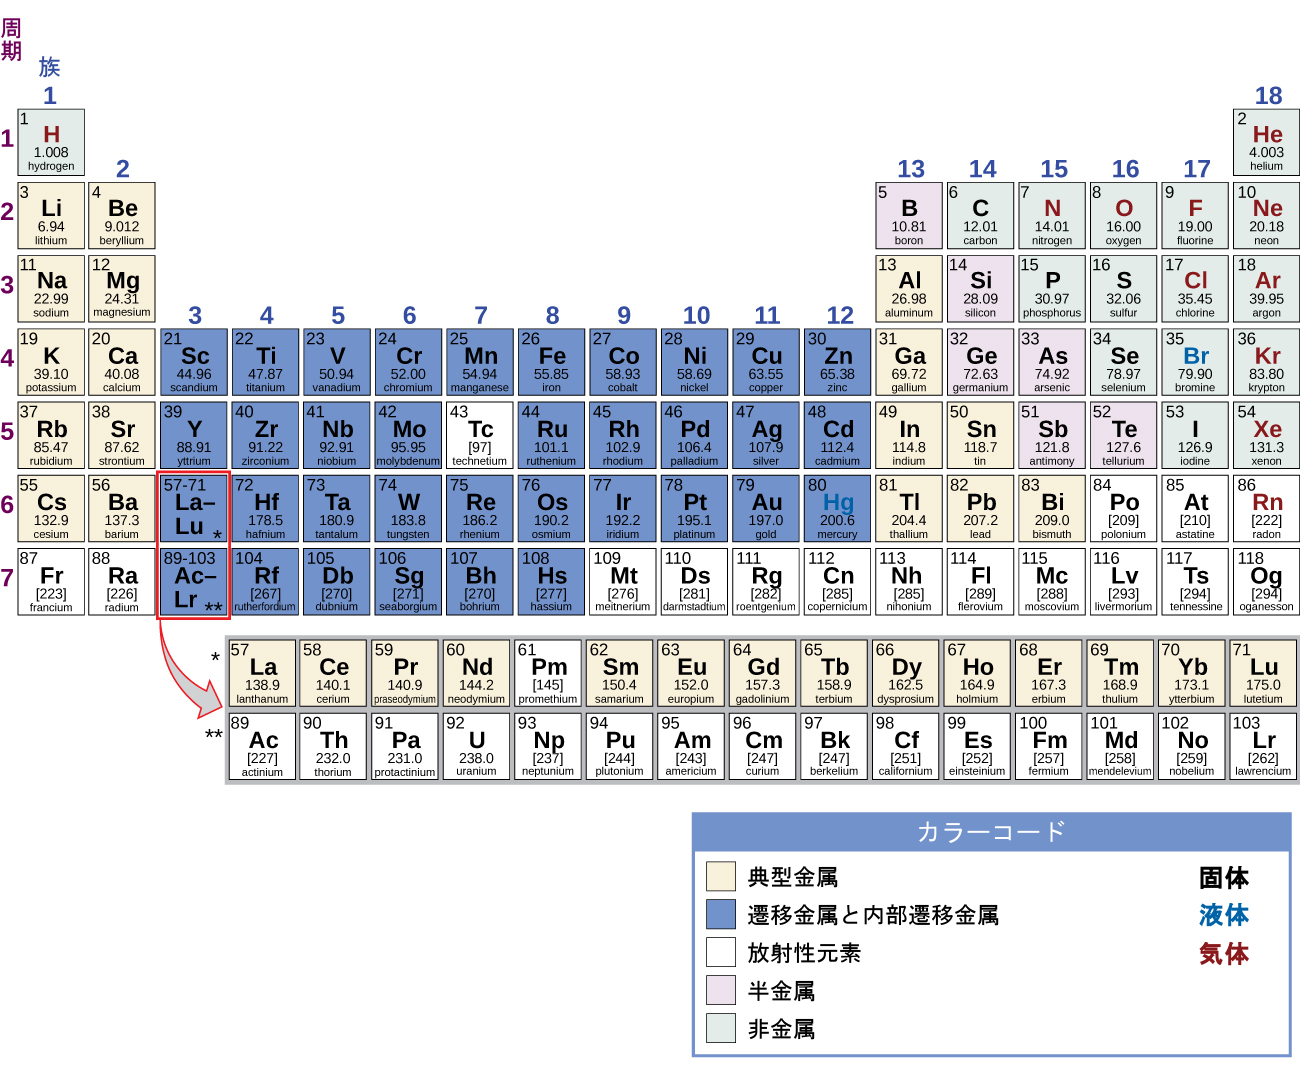 周
期
族
1
18
1
1
H
1.008
hydrogen
2
He
4.003
helium
2
13
14
15
16
17
2
3
Li
6.94
lithium
4
Be
9.012
beryllium
5
B
10.81
boron
6
C
12.01
carbon
7
N
14.01
nitrogen
8
O
16.00
oxygen
9
F
19.00
fluorine
10
Ne
20.18
neon
3
11
Na
22.99
sodium
12
Mg
24.31
magnesium
13
Al
26.98
aluminum
14
Si
28.09
silicon
15
P
30.97
phosphorus
16
S
32.06
sulfur
17
Cl
35.45
chlorine
18
Ar
39.95
argon
3
4
5
6
7
8
9
10
11
12
4
19
K
39.10
potassium
20
Ca
40.08
calcium
21
Sc
44.96
scandium
22
Ti
47.87
titanium
23
V
50.94
vanadium
24
Cr
52.00
chromium
25
Mn
54.94
manganese
26
Fe
55.85
iron
27
Co
58.93
cobalt
28
Ni
58.69
nickel
29
Cu
63.55
copper
30
Zn
65.38
zinc
31
Ga
69.72
gallium
32
Ge
72.63
germanium
33
As
74.92
arsenic
34
Se
78.97
selenium
35
Br
79.90
bromine
36
Kr
83.80
krypton
5
37
Rb
85.47
rubidium
38
Sr
87.62
strontium
39
Y
88.91
yttrium
40
Zr
91.22
zirconium
41
Nb
92.91
niobium
42
Mo
95.95
molybdenum
43
Tc
[97]
technetium
44
Ru
101.1
ruthenium
45
Rh
102.9
rhodium
46
Pd
106.4
palladium
47
Ag
107.9
silver
48
Cd
112.4
cadmium
49
In
114.8
indium
50
Sn
118.7
tin
51
Sb
121.8
antimony
52
Te
127.6
tellurium
53
I
126.9
iodine
54
Xe
131.3
xenon
6
55
Cs
132.9
cesium
56
Ba
137.3
barium
57-71
La–
Lu *
72
Hf
178.5
hafnium
73
Ta
180.9
tantalum
74
W
183.8
tungsten
75
Re
186.2
rhenium
76
Os
190.2
osmium
77
Ir
192.2
iridium
78
Pt
195.1
platinum
79
Au
197.0
gold
80
Hg
200.6
mercury
81
Tl
204.4
thallium
82
Pb
207.2
lead
83
Bi
209.0
bismuth
84
Po
[209]
polonium
85
At
[210]
astatine
86
Rn
[222]
radon
7
87
Fr
[223]
francium
88
Ra
[226]
radium
89-103
Ac–
Lr **
104
Rf
[267]
rutherfordium
105
Db
[270]
dubnium
106
Sg
[271]
seaborgium
107
Bh
[270]
bohrium
108
Hs
[277]
hassium
109
Mt
[276]
meitnerium
110
Ds
[281]
darmstadtium
111
Rg
[282]
roentgenium
112
Cn
[285]
copernicium
113
Nh
[285]
nihonium
114
Fl
[289]
flerovium
115
Mc
[288]
moscovium
116
Lv
[293]
livermorium
117
Ts
[294]
tennessine
118
Og
[294]
oganesson
*
57
La
138.9
lanthanum
58
Ce
140.1
cerium
59
Pr
140.9
praseodymium
60
Nd
144.2
neodymium
61
Pm
[145]
promethium
62
Sm
150.4
samarium
63
Eu
152.0
europium
64
Gd
157.3
gadolinium
65
Tb
158.9
terbium
66
Dy
162.5
dysprosium
67
Ho
164.9
holmium
68
Er
167.3
erbium
69
Tm
168.9
thulium
70
Yb
173.1
ytterbium
71
Lu
175.0
lutetium
**
89
Ac
[227]
actinium
90
Th
232.0
thorium
91
Pa
231.0
protactinium
92
U
238.0
uranium
93
Np
[237]
neptunium
94
Pu
[244]
plutonium
95
Am
[243]
americium
96
Cm
[247]
curium
97
Bk
[247]
berkelium
98
Cf
[251]
californium
99
Es
[252]
einsteinium
100
Fm
[257]
fermium
101
Md
[258]
mendelevium
102
No
[259]
nobelium
103
Lr
[262]
lawrencium
カラーコード
典型金属
固体
遷移金属と内部遷移金属
液体
放射性元素
気体
半金属
非金属